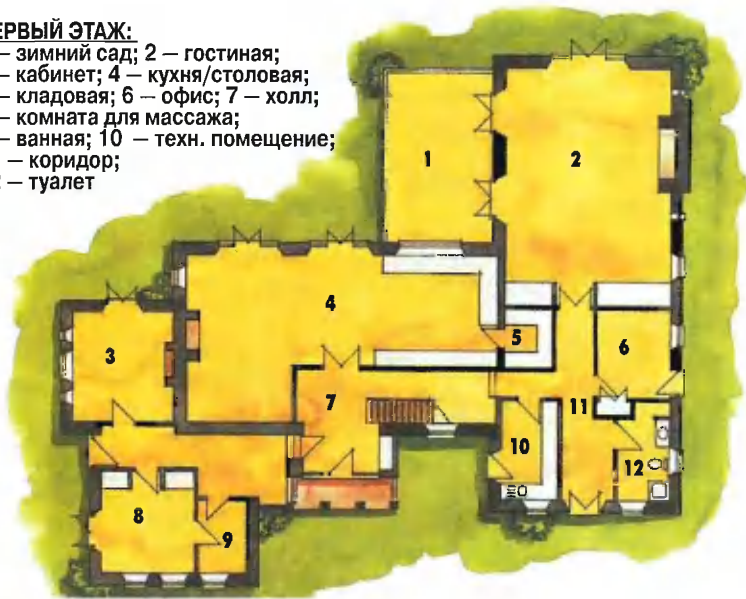 ЕРВЫЙ ЭТАЖ:
— зимний сад; 2 — гостиная;
— кабинет; 4 — кухня/столовая;
— кладовая; 6 — офис; 7 — холл;
— комната для массажа;
— ванная; 10 — техн. помещение;
— коридор;
— туалет
1
2
3
4
5
6
7
8
9
10
11
12